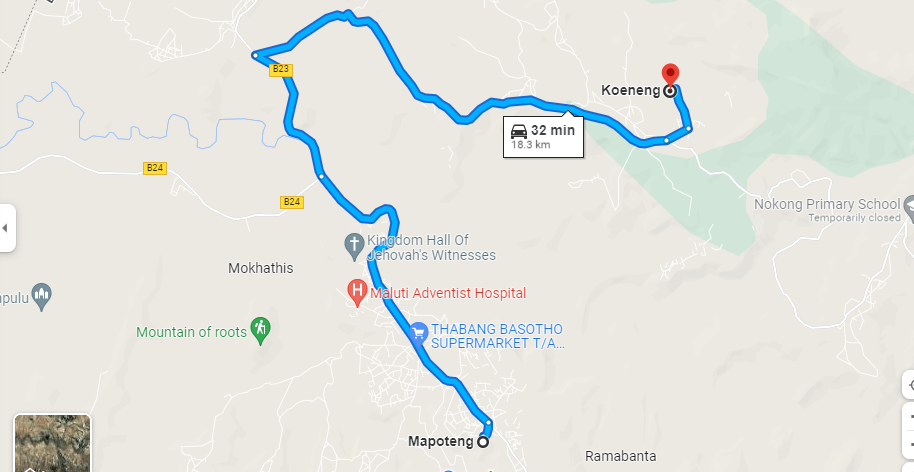 B23
Koeneng
32 min
18.3 km
B24
B24
Nokong Primary School
Temporarily closed
Kingdom Hall Of
Jehovah's Witnesses
Mokhathis
Maluti Adventist Hospital
apulu
Mountain of roots
THABANG BASOTHO
SUPERMARKET T/A...
Mapoteng
Ramabanta